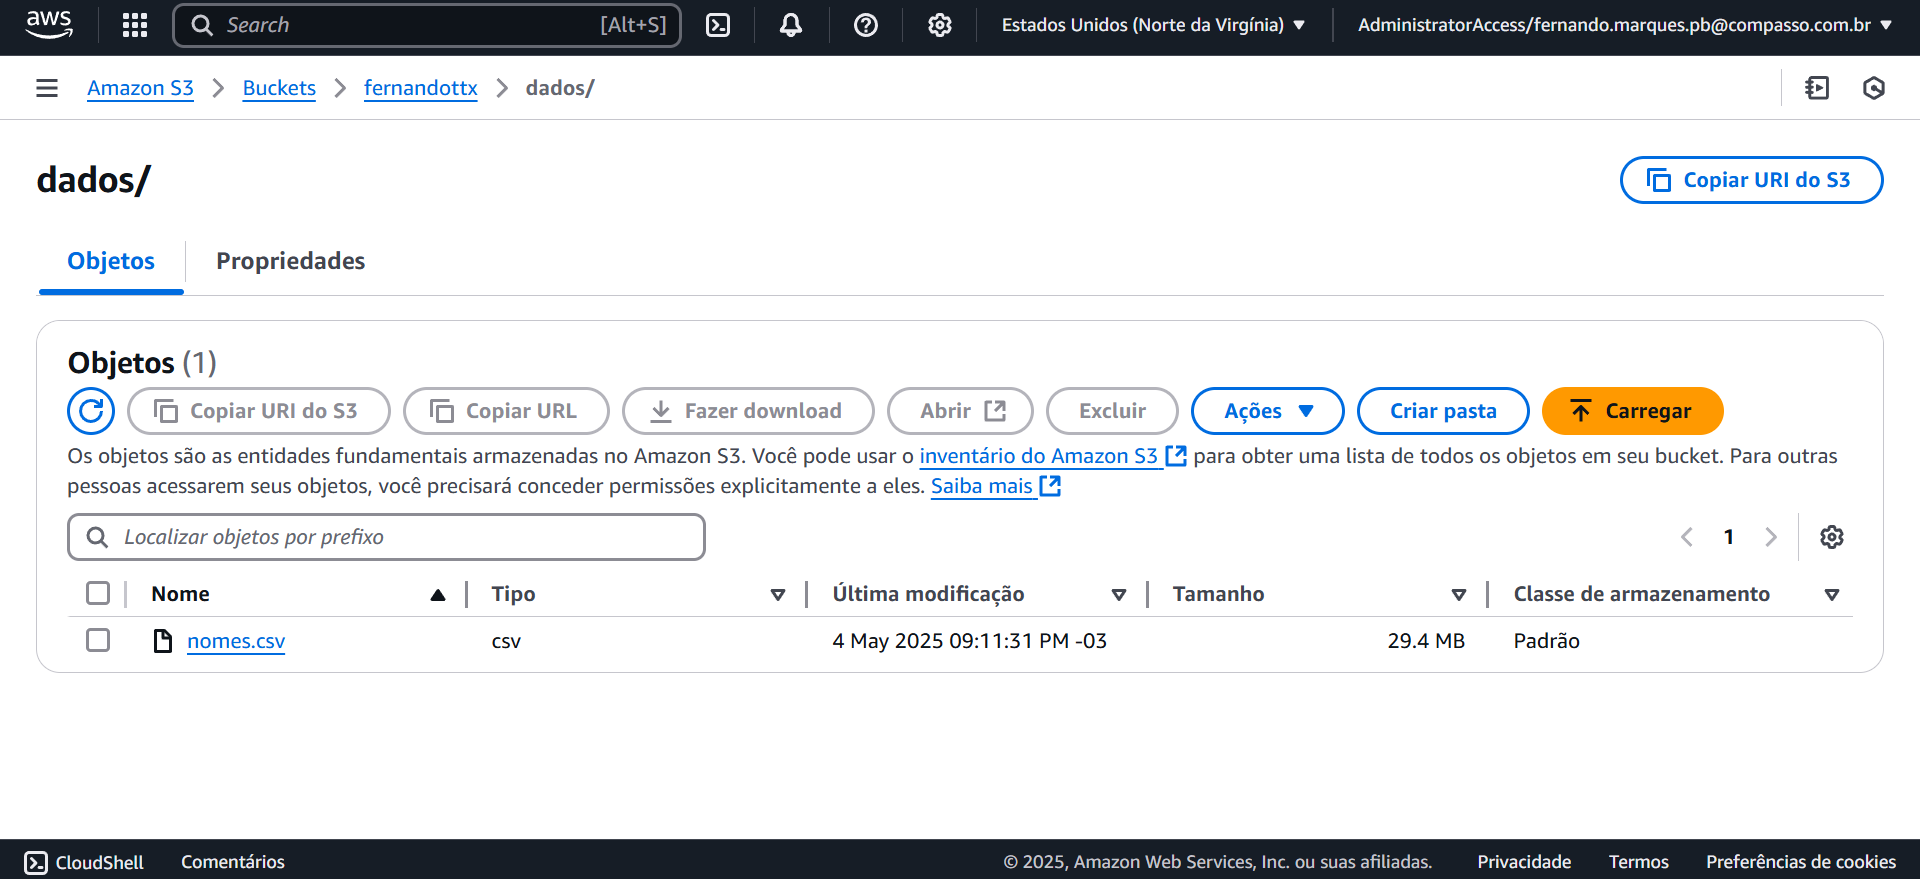 aws Search [Alt+S] Estados Unidos (Norte da Virgínia) AdministratorAccess/fernando.marques.pb@compasso.com.br
Amazon S3 Buckets fernandottx dados/
dados/
Copiar URI do S3
Objetos Propriedades
Objetos (1)
Copiar URI do S3 Copiar URL Fazer download Abrir Excluir Ações Criar pasta Carregar
Os objetos são as entidades fundamentais armazenadas no Amazon S3. Você pode usar o inventário do Amazon S3 para obter uma lista de todos os objetos em seu bucket. Para outras
pessoas acessarem seus objetos, você precisará conceder permissões explicitamente a eles. Saiba mais
Localizar objetos por prefixo 1
Nome Tipo Última modificação Tamanho Classe de armazenamento
nomes.csv csv 4 May 2025 09:11:31 PM -03 29.4 MB Padrão
CloudShell Comentários © 2025, Amazon Web Services, Inc. ou suas afiliadas. Privacidade Termos Preferências de cookies